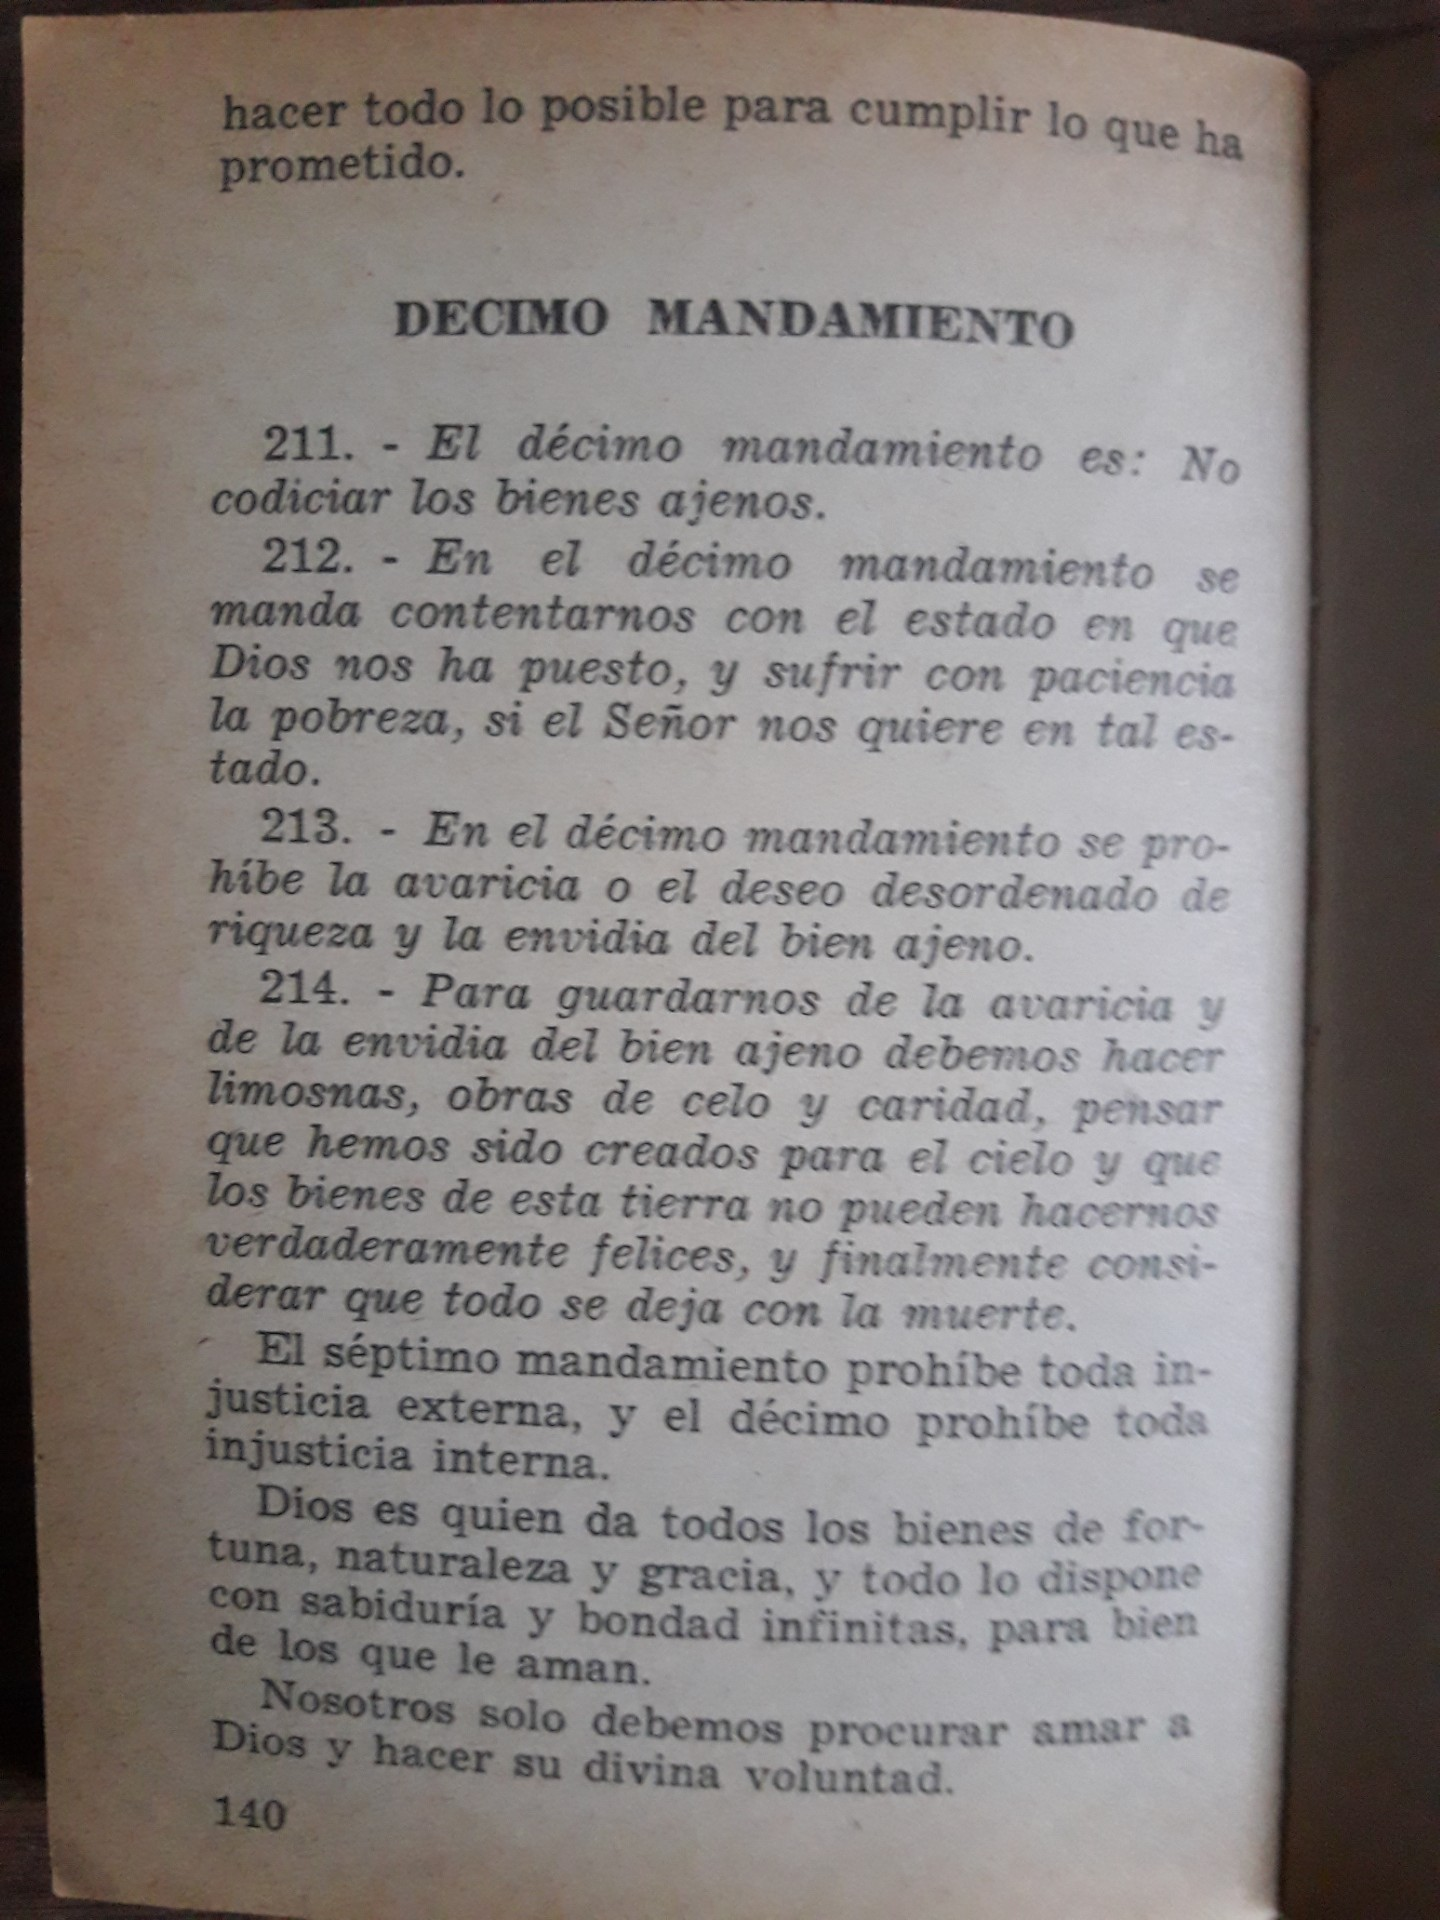 hacer todo lo posible para cumplir lo que ha
prometido.
DECIMO MANDAMIENTO
211. - El décimo mandamiento es: No
codiciar los bienes ajenos.
212. - En el décimo mandamiento se
manda contentarnos con el estado en que
Dios nos ha puesto, y sufrir con paciencia
la pobreza, si el Señor nos quiere en tal es-
tado.
213. - En el décimo mandamiento se pro-
híbe la avaricia o el deseo desordenado de
riqueza y la envidia del bien ajeno.
214. - Para guardarnos de la avaricia y
de la envidia del bien ajeno debemos hacer
limosnas, obras de celo y caridad, pensar
que hemos sido creados para el cielo y que
los bienes de esta tierra no pueden hacernos
verdaderamente felices, y finalmente consi-
derar que todo se deja con la muerte.
El séptimo mandamiento prohíbe toda in-
justicia externa, y el décimo prohíbe toda
injusticia interna.
Dios es quien da todos los bienes de for-
tuna, naturaleza y gracia, y todo lo dispone
con sabiduría y bondad infinitas, para bien
de los que le aman.
Nosotros solo debemos procurar amar a
Dios y hacer su divina voluntad.
140